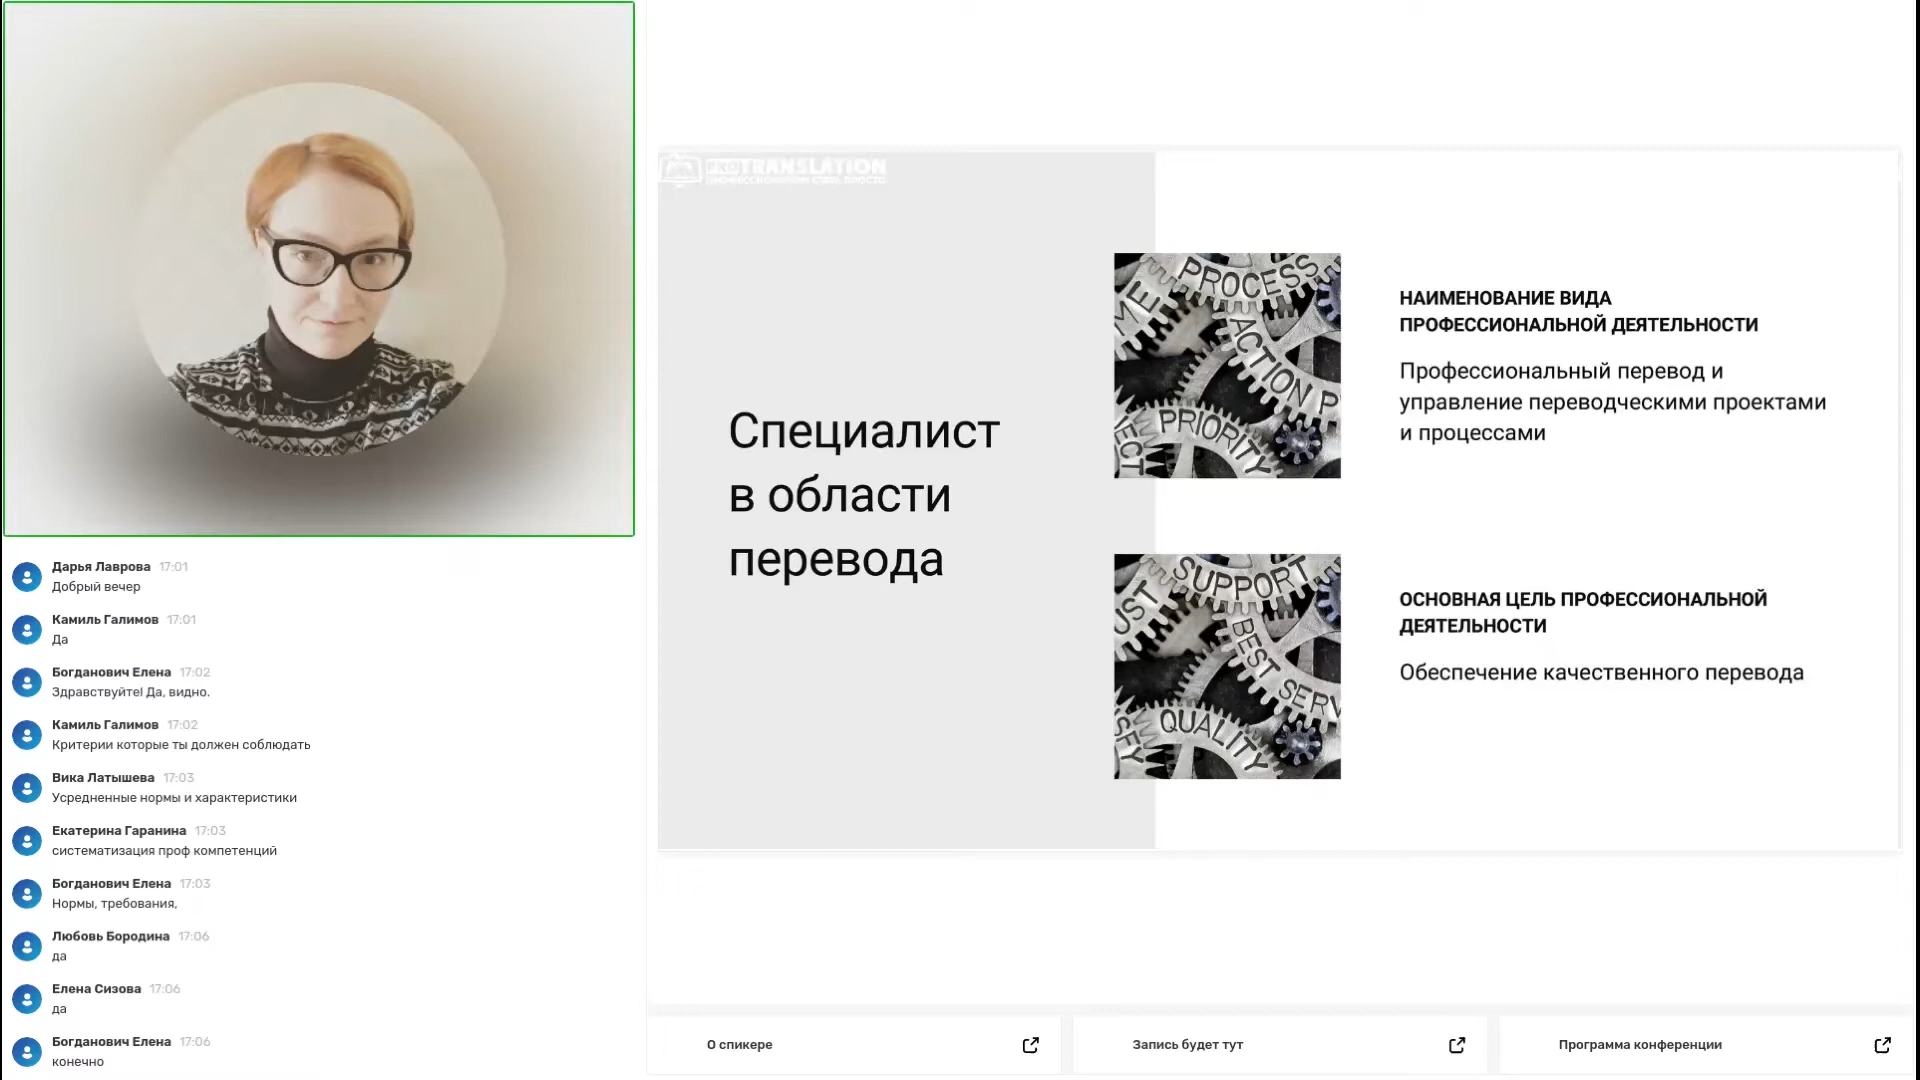 Дарья Лаврова 17:01
Добрый вечер
Камиль Галимов 17:01
Да
Богданович Елена 17:02
Здравствуйте! Да, видно.
Камиль Галимов 17:02
Критерии которые ты должен соблюдать
Вика Латышева 17:03
Усредненные нормы и характеристики
Екатерина Гаранина 17:03
систематизация проф компетенций
Богданович Елена 17:03
Нормы, требования,
Любовь Бородина 17:06
да
Елена Сизова 17:06
да
Богданович Елена 17:06
конечно
PROTRANSLATION
Специалист
в области
перевода
PROCESS
ACTION P
PRIORITY
ME
ECT
НАИМЕНОВАНИЕ ВИДА
ПРОФЕССИОНАЛЬНОЙ ДЕЯТЕЛЬНОСТИ
Профессиональный перевод и
управление переводческими проектами
и процессами
SUPPORT
UST
BEST SERV
QUALITY
ОСНОВНАЯ ЦЕЛЬ ПРОФЕССИОНАЛЬНОЙ
ДЕЯТЕЛЬНОСТИ
Обеспечение качественного перевода
О спикере
Запись будет тут
Программа конференции